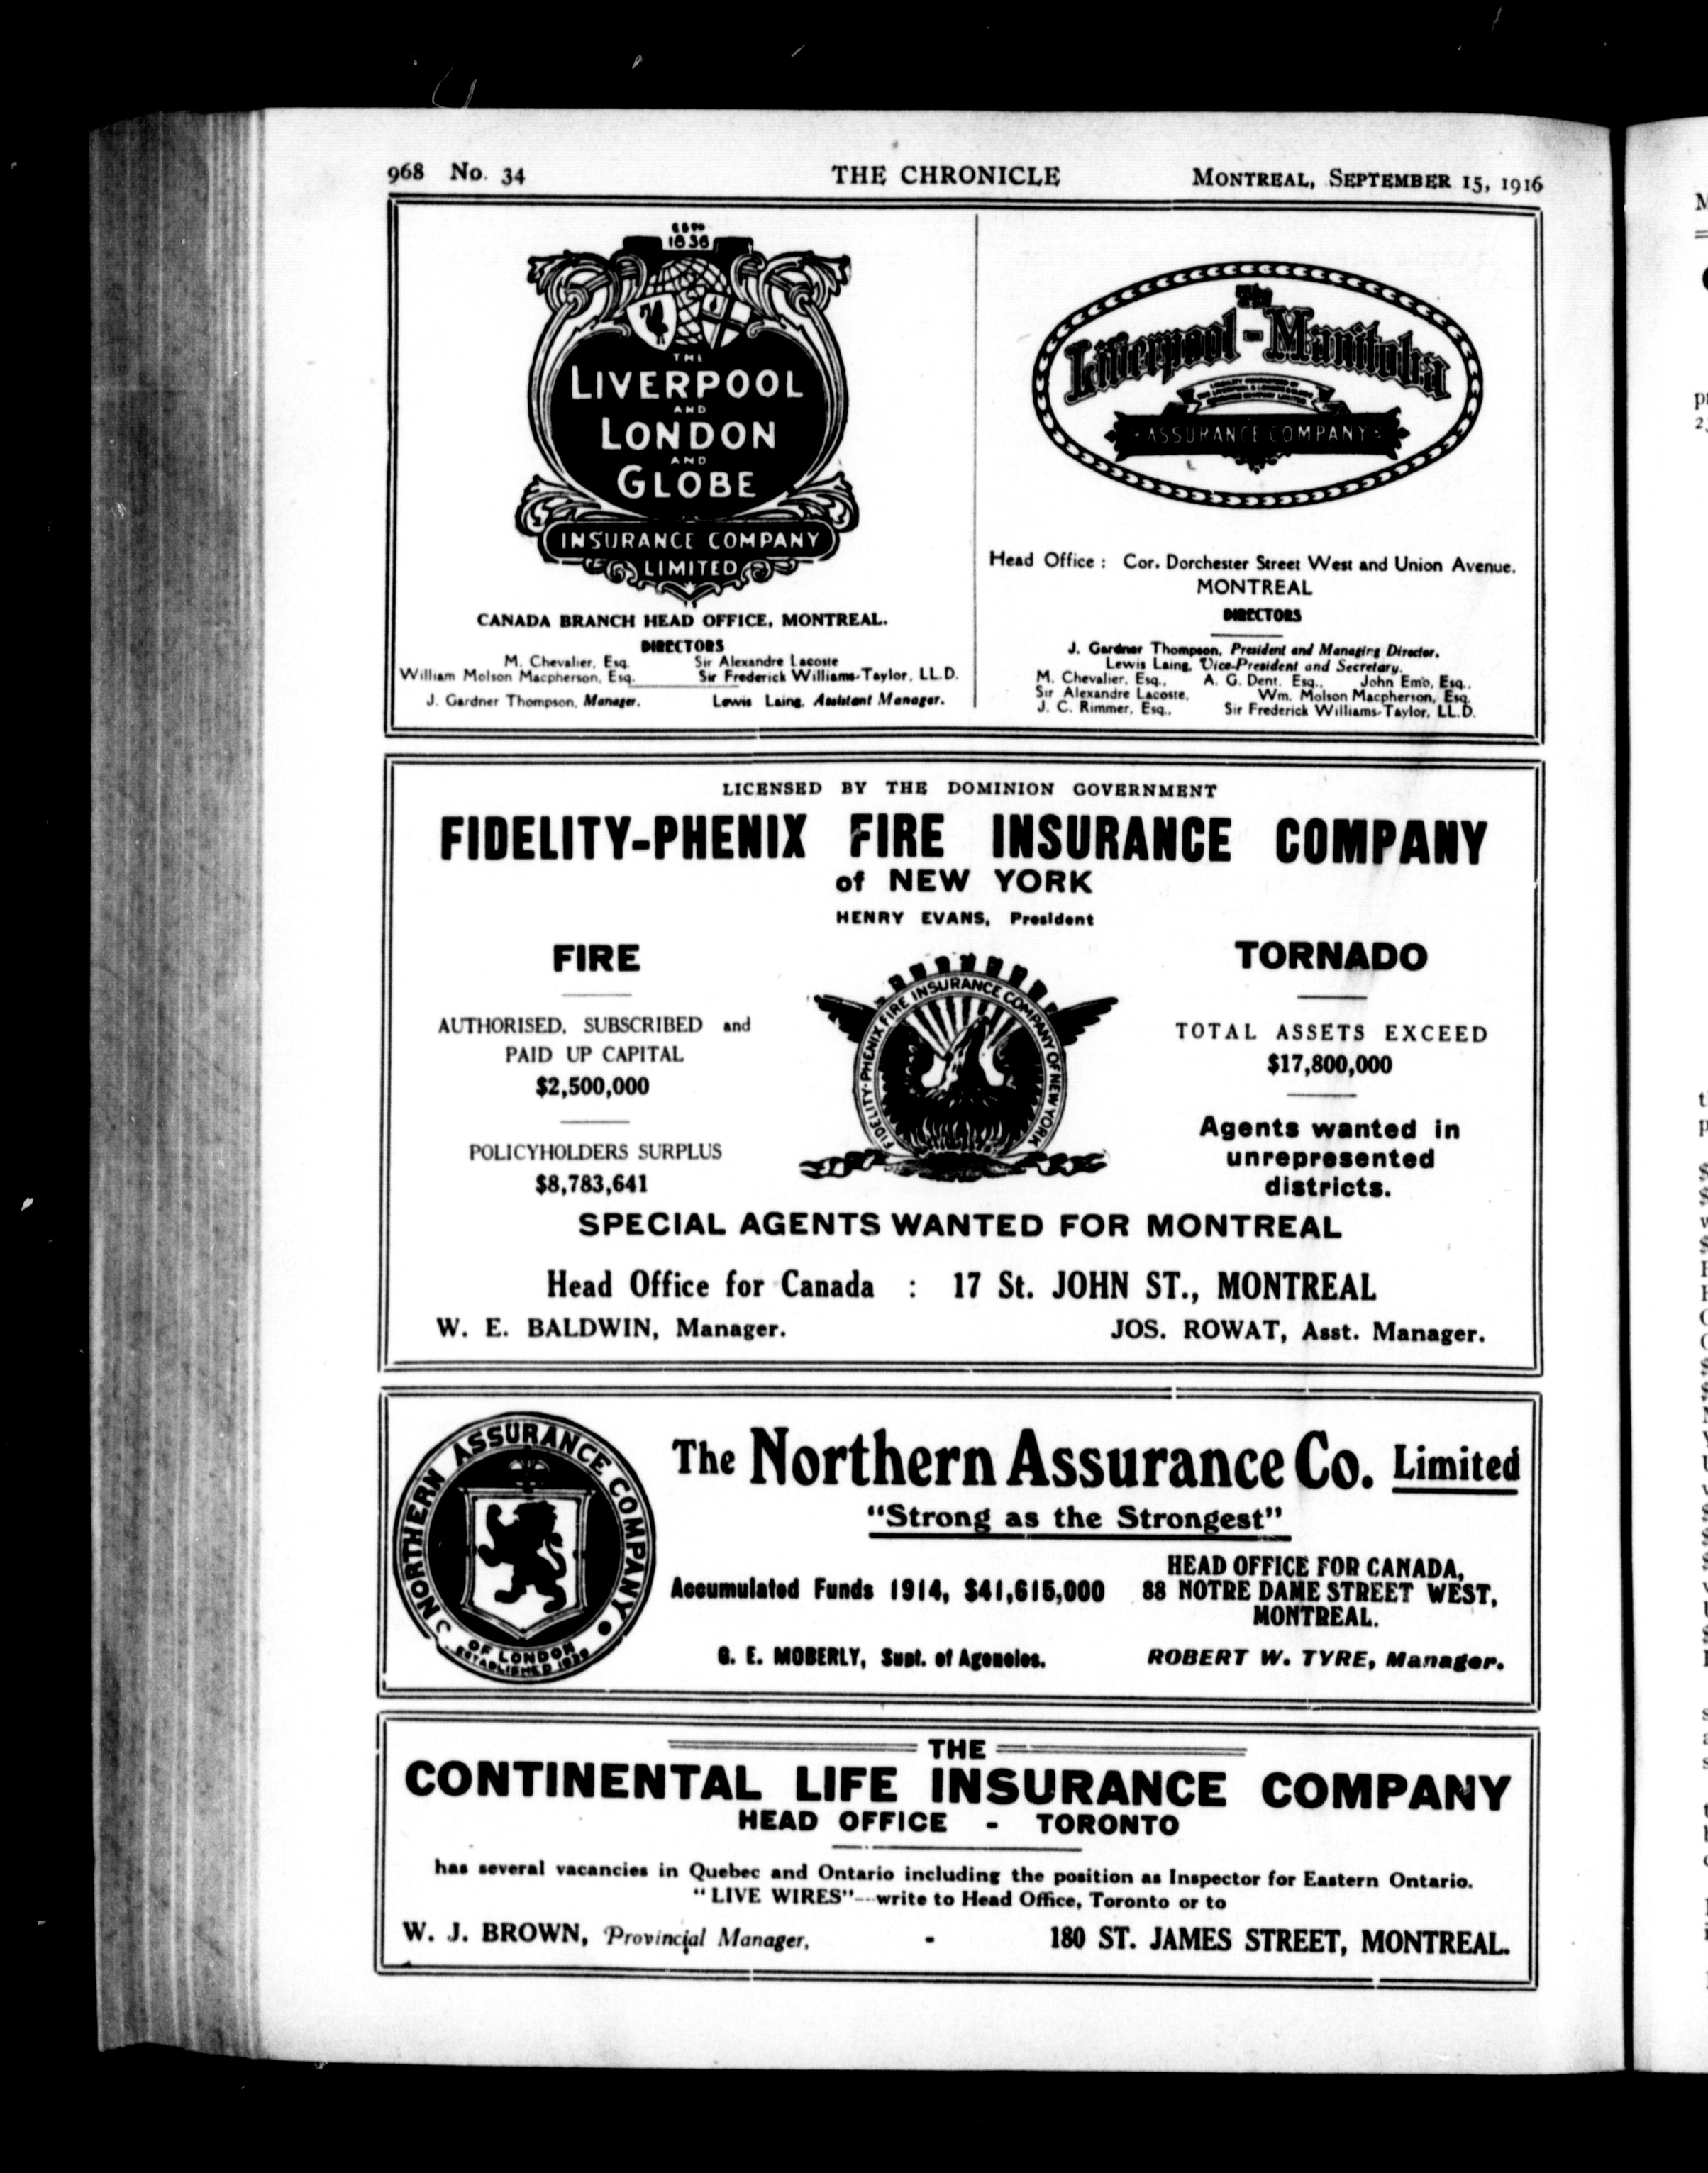 968 No. 34 THE CHRONICLE MONTREAL, SEPTEMBER 15, 1916
ESTD
1836
THE
LIVERPOOL
AND
LONDON
AND
GLOBE
INSURANCE COMPANY
LIMITED
CANADA BRANCH HEAD OFFICE, MONTREAL.
DIRECTORS
M. Chevalier, Esq. Sir Alexandre Lacoste
William Molson Macpherson, Esq. Sir Frederick Williams-Taylor, LL.D.
J. Gardner Thompson, Manager. Lewis Laing, Assistant Manager.
The
Liverpool-Manitoba
ASSURANCE COMPANY
Head Office : Cor. Dorchester Street West and Union Avenue.
MONTREAL
DIRECTORS
J. Gardner Thompson, President and Managing Director.
Lewis Laing, Vice-President and Secretary.
M. Chevalier, Esq., A. G. Dent, Esq., John Emo, Esq.,
Sir Alexandre Lacoste, Wm. Molson Macpherson, Esq.
J. C. Rimmer, Esq., Sir Frederick Williams-Taylor, LL.D.
LICENSED BY THE DOMINION GOVERNMENT
FIDELITY-PHENIX FIRE INSURANCE COMPANY
of NEW YORK
HENRY EVANS, President
FIRE
AUTHORISED, SUBSCRIBED and
PAID UP CAPITAL
$2,500,000
POLICYHOLDERS SURPLUS
$8,783,641
FIDELITY-PHENIX FIRE INSURANCE COMPANY OF NEW YORK
TORNADO
TOTAL ASSETS EXCEED
$17,800,000
Agents wanted in
unrepresented
districts.
SPECIAL AGENTS WANTED FOR MONTREAL
Head Office for Canada : 17 St. JOHN ST., MONTREAL
W. E. BALDWIN, Manager. JOS. ROWAT, Asst. Manager.
NORTHERN ASSURANCE COMPANY
OF LONDON
ESTABLISHED
The Northern Assurance Co. Limited
"Strong as the Strongest"
Accumulated Funds 1914, $41,615,000
HEAD OFFICE FOR CANADA,
88 NOTRE DAME STREET WEST,
MONTREAL.
G. E. MOBERLY, Supt. of Agencies. ROBERT W. TYRE, Manager.
THE
CONTINENTAL LIFE INSURANCE COMPANY
HEAD OFFICE - TORONTO
has several vacancies in Quebec and Ontario including the position as Inspector for Eastern Ontario.
"LIVE WIRES"--write to Head Office, Toronto or to
W. J. BROWN, Provincial Manager, - 180 ST. JAMES STREET, MONTREAL.